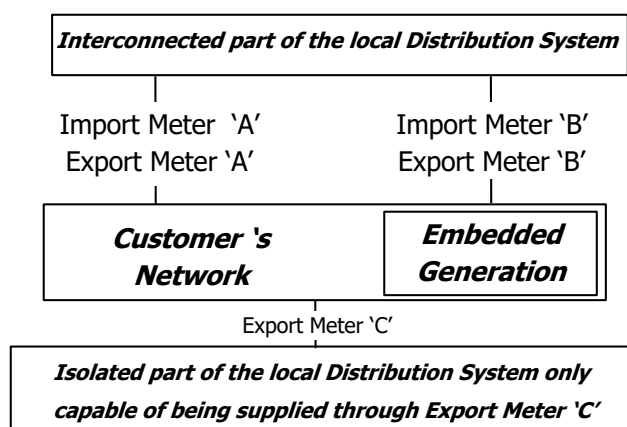 Interconnected part of the local Distribution System
Import Meter ‘A’
Export Meter ‘A’
Import Meter ‘B’
Export Meter ‘B’
Customer ‘s
Network
Embedded
Generation
Export Meter ‘C’
Isolated part of the local Distribution System only
capable of being supplied through Export Meter ‘C’